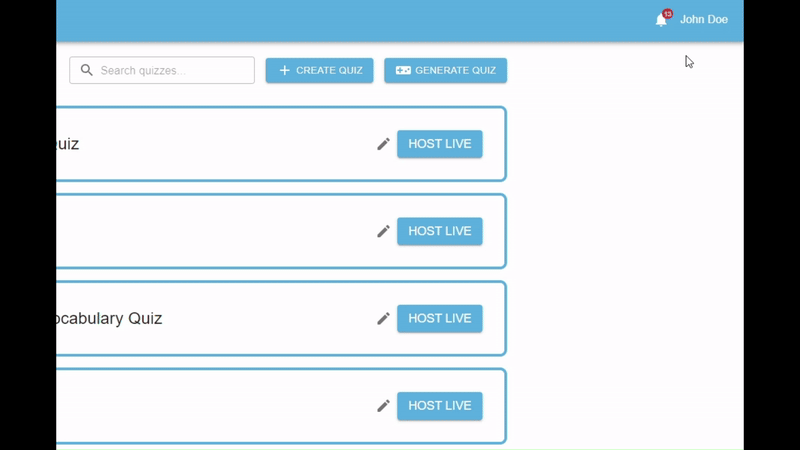 13
John Doe
Search quizzes...
CREATE QUIZ
GENERATE QUIZ
uiz
HOST LIVE
HOST LIVE
ocabulary Quiz
HOST LIVE
HOST LIVE